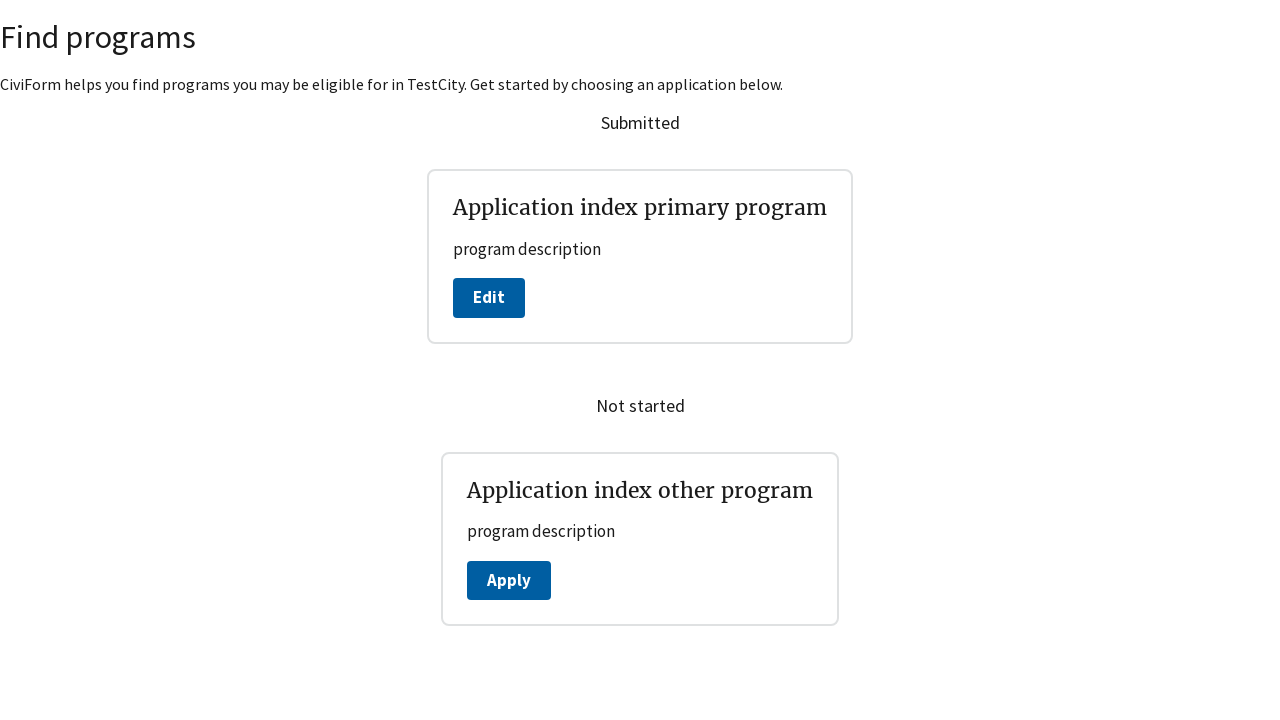 Find programs
CiviForm helps you find programs you may be eligible for in TestCity. Get started by choosing an application below.
Submitted
Application index primary program
program description
Edit
Not started
Application index other program
program description
Apply